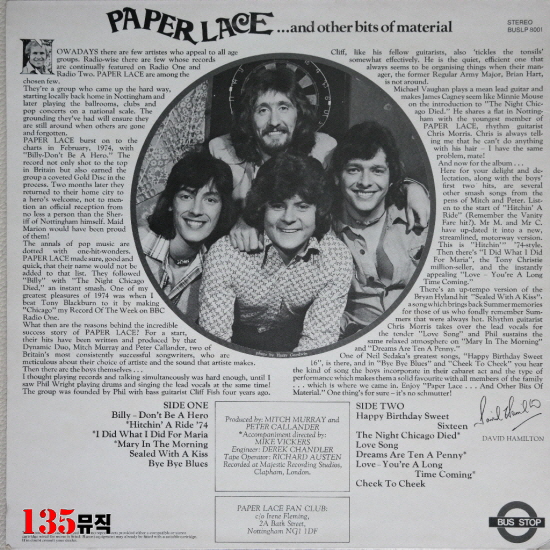 PAPER LACE ...and other bits of material
STEREO
BUSLP 8001
NOWADAYS there are few artistes who appeal to all age
groups. Radio-wise there are few whose records
are continually featured on Radio One and
Radio Two. PAPER LACE are among the
chosen few.
They're a group who came up the hard way,
starting locally back home in Nottingham and
later playing the ballrooms, clubs and
pop concerts on a national scale. The
grounding they've had will ensure they
are still around when others are gone
and forgotten.
PAPER LACE burst on to the
charts in February, 1974, with
"Billy-Don't Be A Hero." The
record not only shot to the top
in Britain but also earned the
group a coveted Gold Disc in the
process. Two months later they
returned to their home city to
a hero's welcome, not to men-
tion an official reception from
no less a person than the Sher-
iff of Nottingham himself. Maid
Marion would have been proud
of them!
The annals of pop music are
dotted with one-hit-wonders.
PAPER LACE made sure, good and
quick, that their name would not be
added to that list. They followed
"Billy" with "The Night Chicago
Died," an instant smash. One of my
greatest pleasures of 1974 was when I
beat Tony Blackburn to it by making
"Chicago" my Record Of The Week on BBC
Radio One.
What then are the reasons behind the incredible
success story of PAPER LACE? For a start,
their hits have been written and produced by that
Dynamic Duo, Mitch Murray and Peter Callander, two of
Britain's most consistently successful songwriters, who are
meticulous about their choice of artiste and the sound that artiste makes.
Then there are the boys themselves...
I thought playing records and talking simultaneously was hard enough, until I
saw Phil Wright playing drums and singing the lead vocals at the same time!
The group was founded by Phil with bass guitarist Cliff Fish four years ago.
Cliff, like his fellow guitarists, also 'tickles the tonsils'
somewhat effectively. He is the quiet, efficient one that
always seems to be organising things when their man-
ager, the former Regular Army Major, Brian Hart,
is not around.
Michael Vaughan plays a mean lead guitar and
makes James Cagney seem like Minnie Mouse
on the introduction to "The Night Chic-
ago Died." He shares a flat in Notting-
ham with the youngest member of
PAPER LACE, rhythm guitarist
Chris Morris. Chris is always tell-
ing me that he can't do anything
with his hair - I have the same
problem, mate!
And now for the album...
Here for your delight and de-
lectation, along with the boys'
first two hits, are several
other smash songs from the
pens of Mitch and Peter. List-
en to the start of "Hitchin' A
Ride" (Remember the Vanity
Fare hit?). Mr M. and Mr C.
have up-dated it into a new,
streamlined, motorway version.
This is "Hitchin'" '74-style.
Then there's "I Did What I Did
For Maria", the Tony Christie
million-seller, and the instantly
appealing "Love - You're A Long
Time Coming."
There's an up-tempo version of the
Bryan Hyland hit "Sealed With A Kiss",
a song which brings back Summer memories
for those of us who fondly remember Sum-
mers that were always hot. Rhythm guitarist
Chris Morris takes over the lead vocals for
the tender "Love Song" and Phil sustains the
same relaxed atmosphere on "Mary In The Morning"
and "Dreams Are Ten A Penny."
One of Neil Sedaka's greatest songs, "Happy Birthday Sweet
16", is there, and in "Bye Bye Blues" and "Cheek To Cheek" you hear
the kind of song the boys incorporate in their cabaret act and the type of
performance which makes them a solid favourite with all members of the family
- which is where we came in. Enjoy "Paper Lace... And Other Bits Of
Material." One thing's for sure - it's no schmutter!
David Hamilton
DAVID HAMILTON
SIDE ONE
Billy - Don't Be A Hero
"Hitchin' A Ride '74
"I Did What I Did For Maria
"Mary In The Morning
Sealed With A Kiss
Bye Bye Blues
Produced by: MITCH MURRAY and
PETER CALLANDER
*Accompaniment directed by:
MIKE VICKERS
Engineer: DEREK CHANDLER
Tape Operator: RICHARD AUSTEN
Recorded at Majestic Recording Studios,
Clapham, London.
SIDE TWO
Happy Birthday Sweet
Sixteen
The Night Chicago Died*
Love Song
Dreams Are Ten A Penny*
Love - You're A Long
Time Coming*
Cheek To Cheek
PAPER LACE FAN CLUB:
c/o Irene Fleming,
2A Bark Street,
Nottingham NG1 1DF
BUS STOP
135뮤직